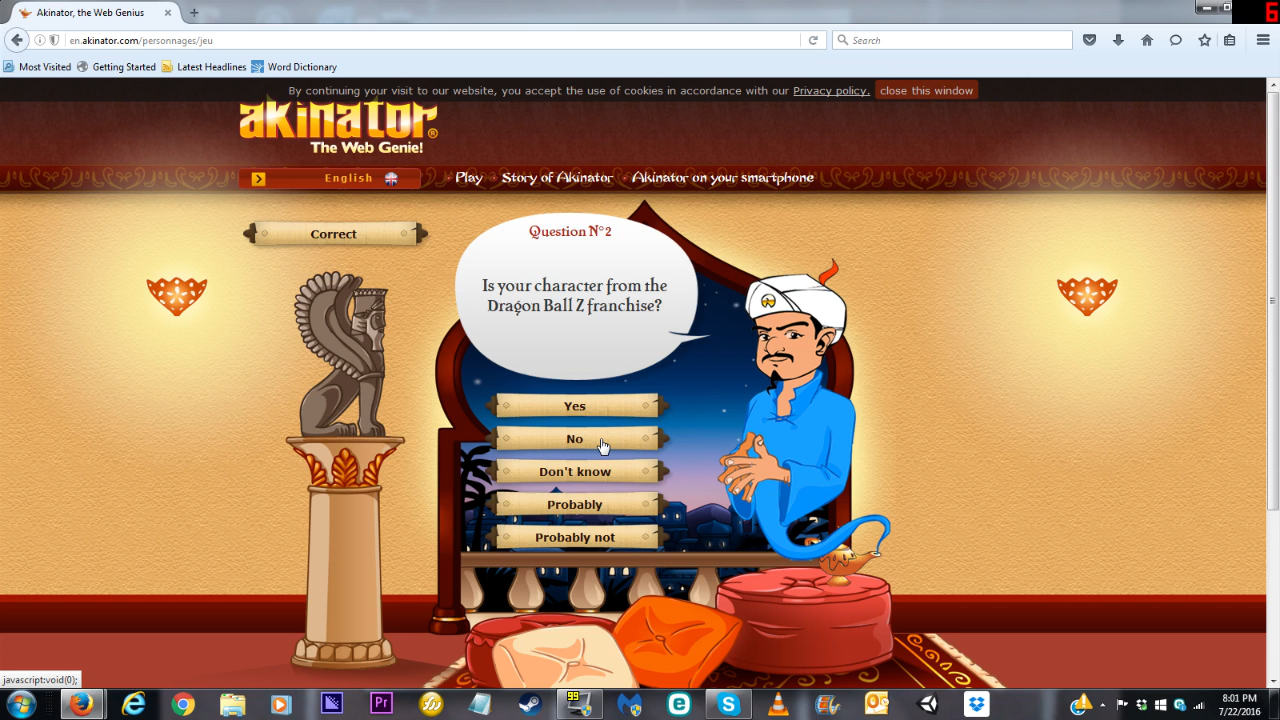 Akinator, the Web Genius
6
en.akinator.com/personnages/jeu
Search
Most Visited
Getting Started
Latest Headlines
Word Dictionary
By continuing your visit to our website, you accept the use of cookies in accordance with our Privacy policy.
close this window
akinator®
The Web Genie!
English
Play
Story of Akinator
Akinator on your smartphone
Correct
Question N°2
Is your character from the
Dragon Ball Z franchise?
Yes
No
Don't know
Probably
Probably not
javascript:void(0);
Pr
99
8:01 PM
7/22/2016